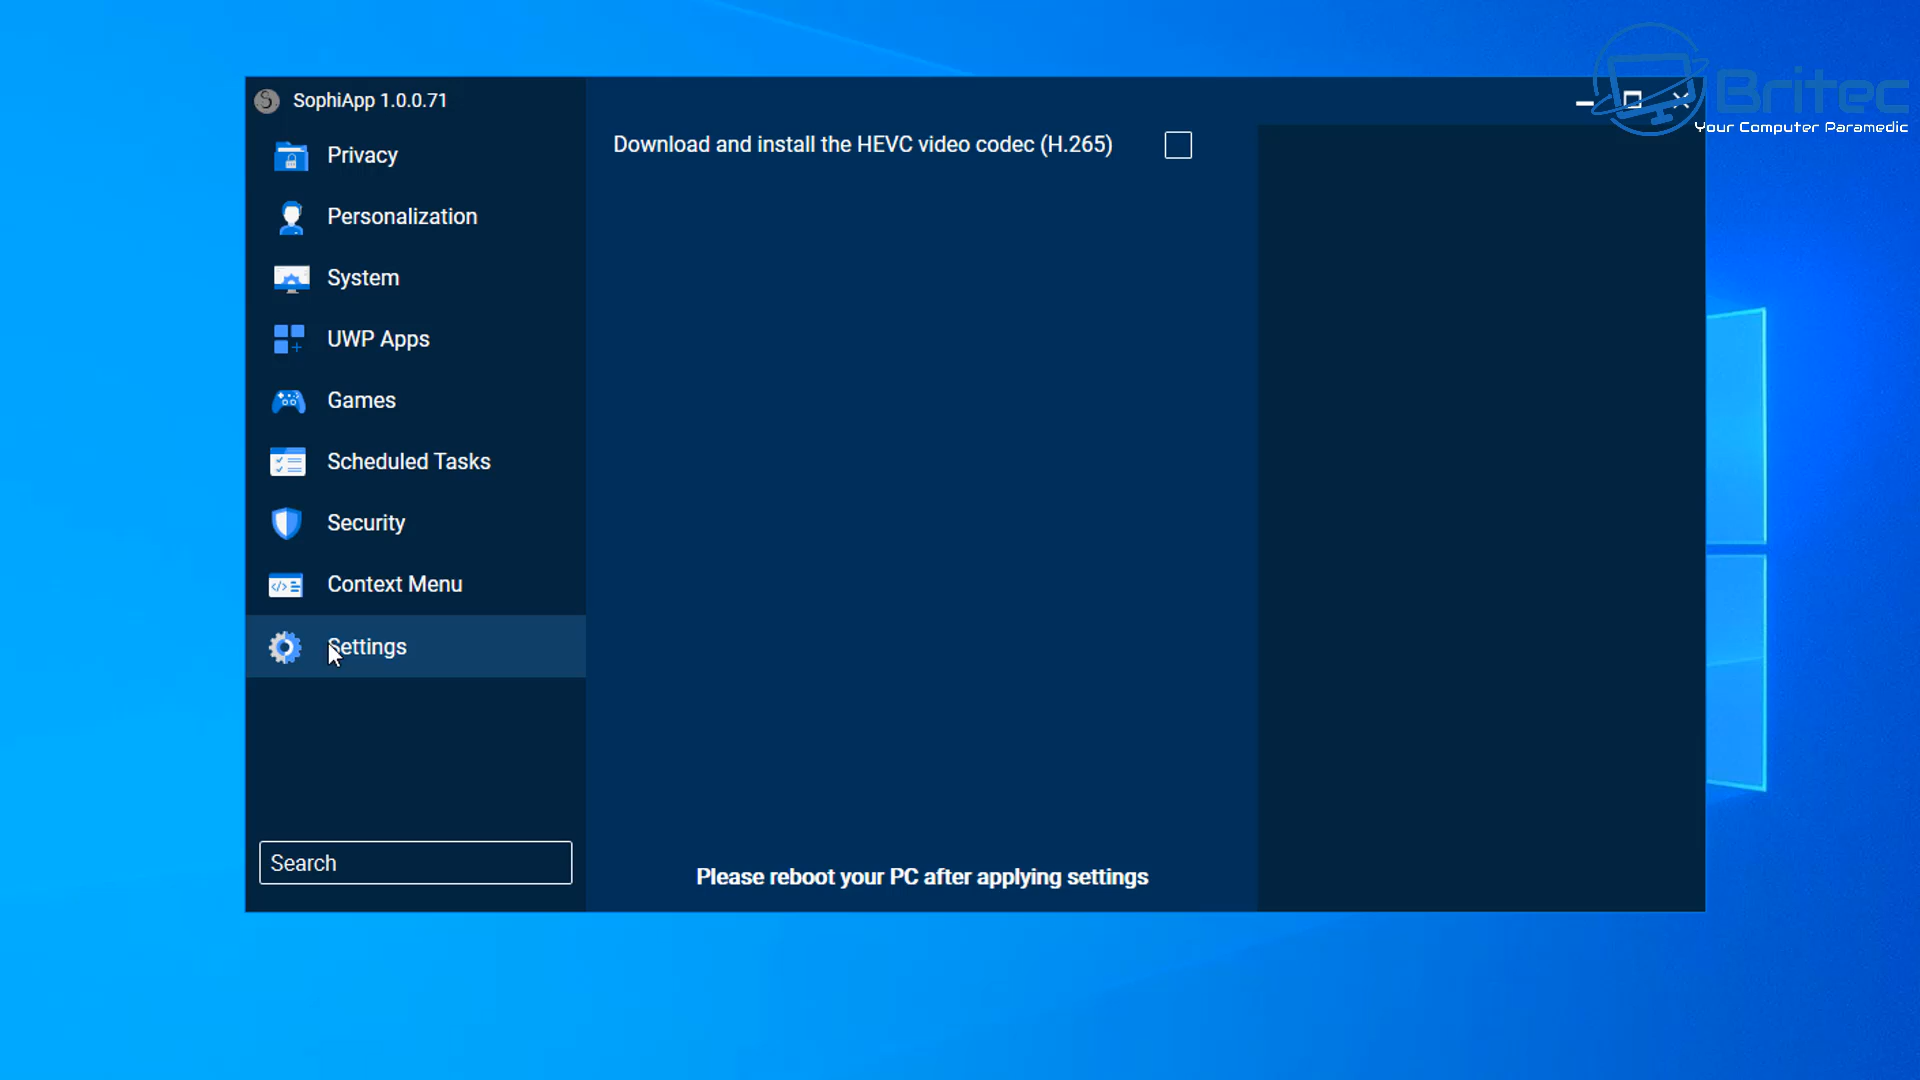 SophiApp 1.0.0.71
Britec
Your Computer Paramedic
Privacy
Download and install the HEVC video codec (H.265)
Personalization
System
UWP Apps
Games
Scheduled Tasks
Security
Context Menu
Settings
Search
Please reboot your PC after applying settings